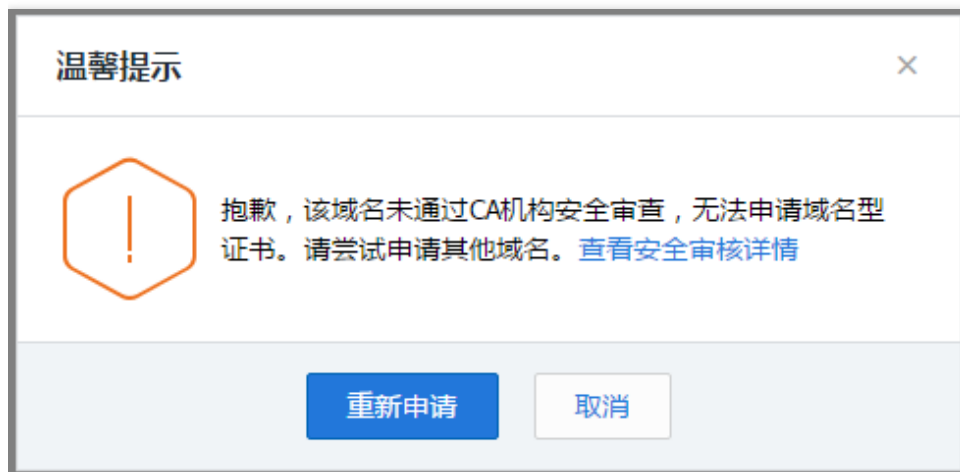 温馨提示
抱歉，该域名未通过CA机构安全审查，无法申请域名型
证书。请尝试申请其他域名。查看安全审核详情
重新申请
取消